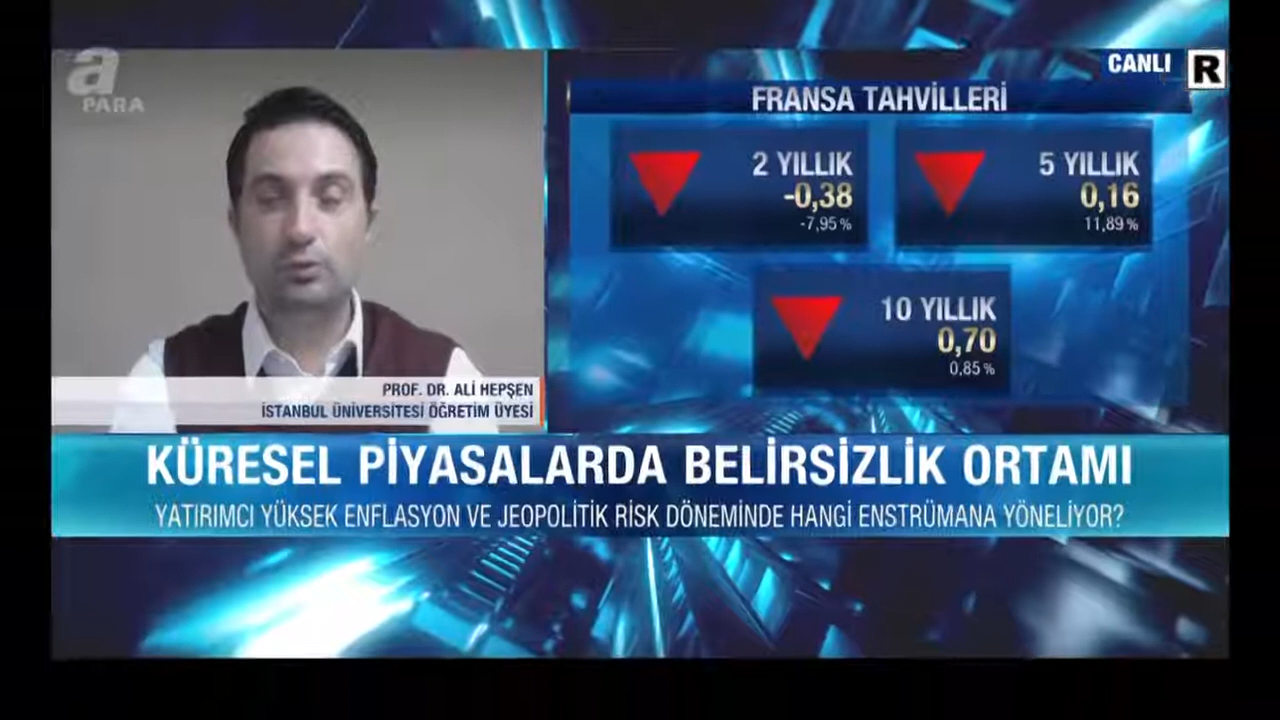 a
PARA
CANLI
R
FRANSA TAHVİLLERİ
2 YILLIK
-0,38
-7,95 %
5 YILLIK
0,16
11,89 %
10 YILLIK
0,70
0,85 %
PROF. DR. ALİ HEPŞEN
İSTANBUL ÜNİVERSİTESİ ÖĞRETİM ÜYESİ
KÜRESEL PİYASALARDA BELİRSİZLİK ORTAMI
YATIRIMCI YÜKSEK ENFLASYON VE JEOPOLİTİK RİSK DÖNEMİNDE HANGİ ENSTRÜMANA YÖNELİYOR?